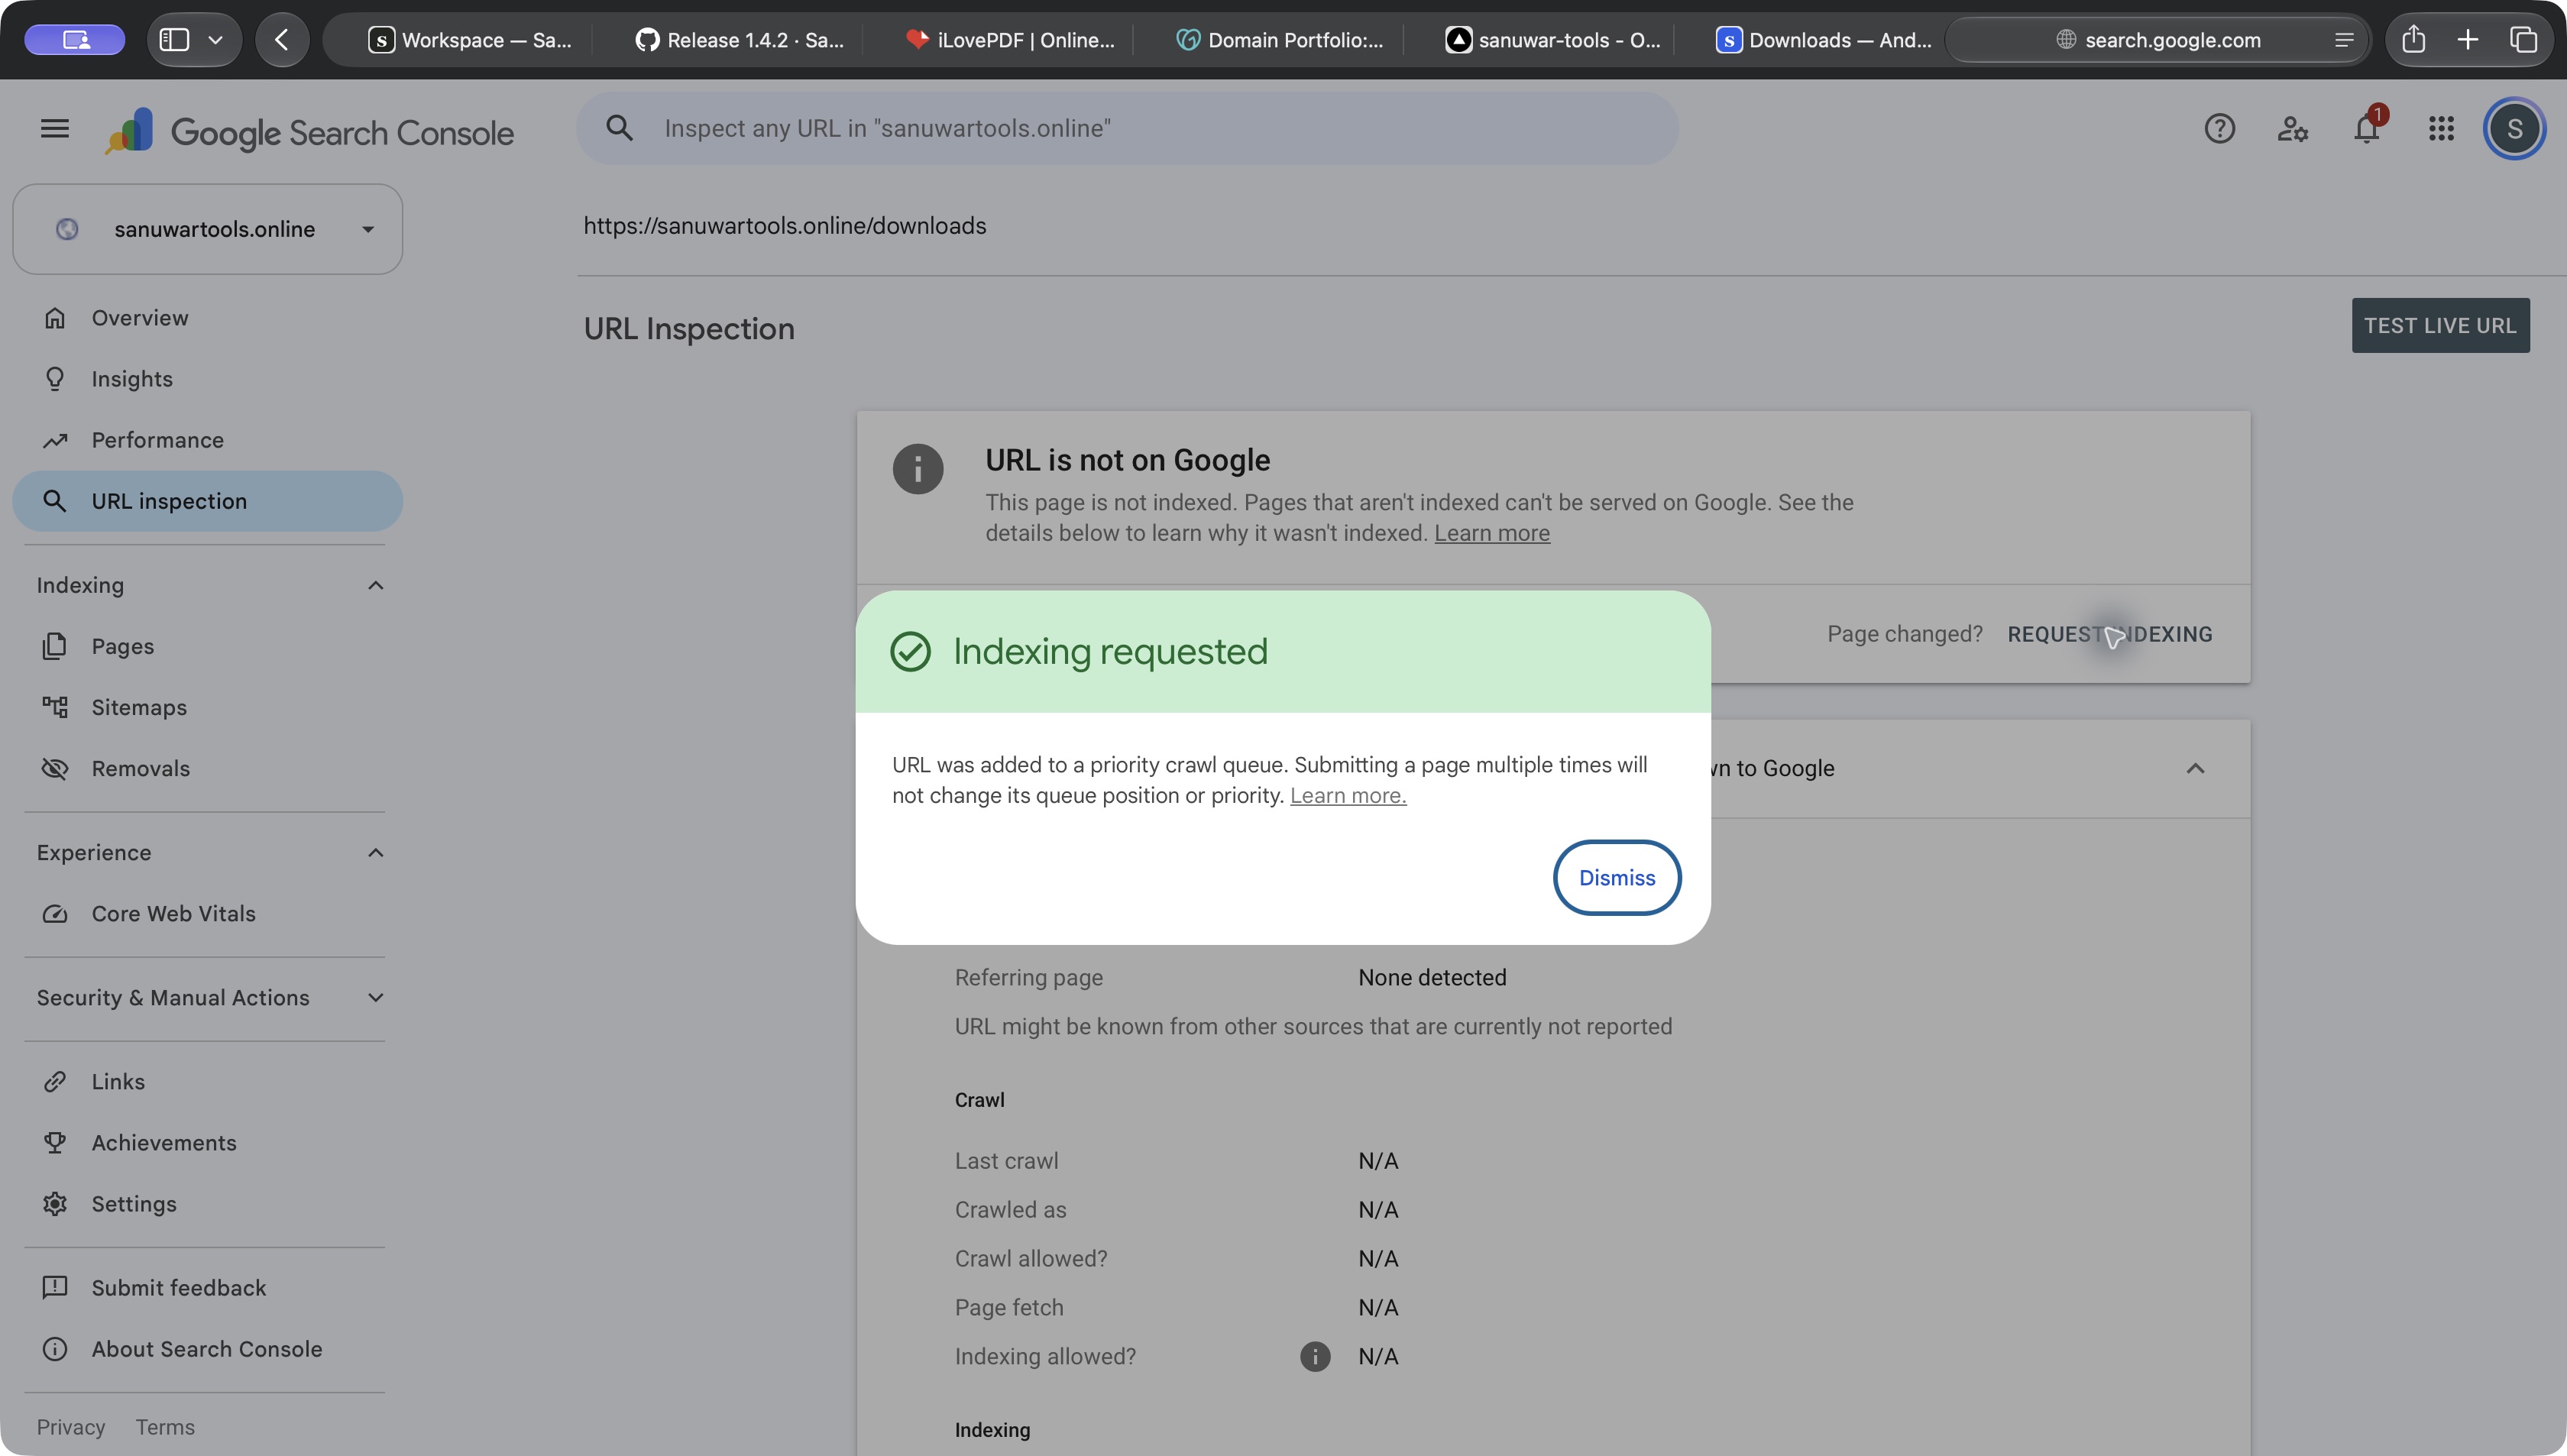 Workspace — Sa...
Release 1.4.2 · Sa...
iLovePDF | Online...
Domain Portfolio:...
sanuwar-tools - O...
Downloads — And...
search.google.com
Google Search Console
Inspect any URL in "sanuwartools.online"
1
S
sanuwartools.online
Overview
Insights
Performance
URL inspection
Indexing
Pages
Sitemaps
Removals
Experience
Core Web Vitals
Security & Manual Actions
Links
Achievements
Settings
Submit feedback
About Search Console
Privacy Terms
https://sanuwartools.online/downloads
URL Inspection
TEST LIVE URL
URL is not on Google
This page is not indexed. Pages that aren't indexed can't be served on Google. See the
details below to learn why it wasn't indexed. Learn more
Page changed? REQUEST INDEXING
Indexing requested
URL was added to a priority crawl queue. Submitting a page multiple times will
not change its queue position or priority. Learn more.
Dismiss
to Google
Referring page None detected
URL might be known from other sources that are currently not reported
Crawl
Last crawl N/A
Crawled as N/A
Crawl allowed? N/A
Page fetch N/A
Indexing allowed? N/A
Indexing